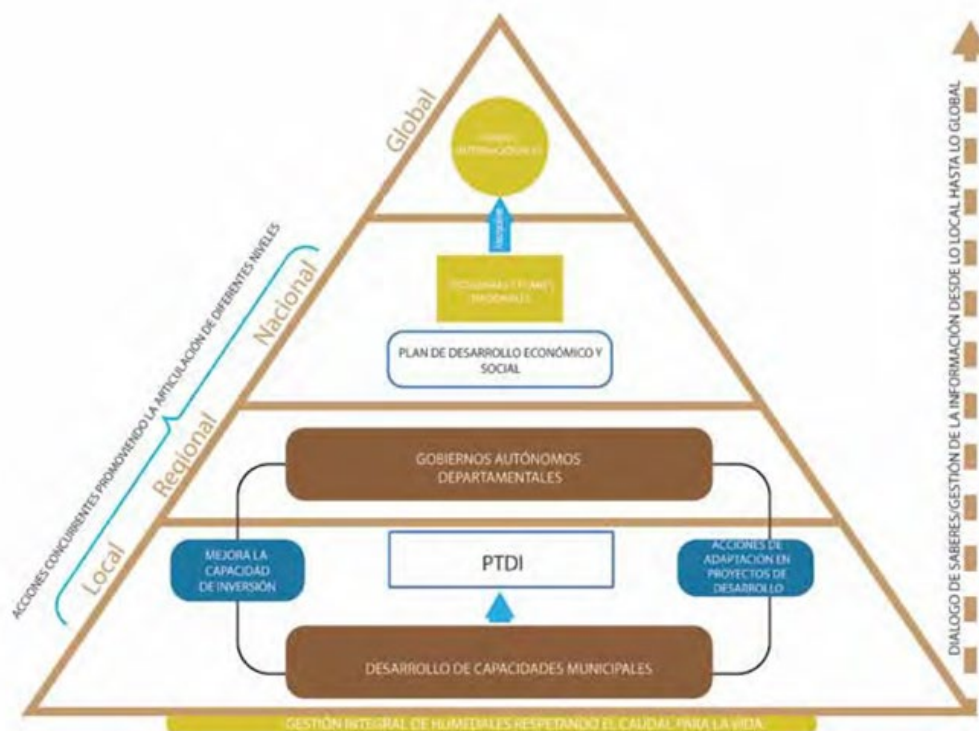 Global
INTERNACIONALES
Nacional
NACIONALES
PLAN DE DESARROLLO ECONÓMICO Y
SOCIAL
Regional
GOBIERNOS AUTÓNOMOS
DEPARTAMENTALES
Local
MEJORA LA
CAPACIDAD
DE INVERSIÓN
PTDI
ACCIONES DE
ADAPTACIÓN EN
PROYECTOS DE
DESARROLLO
DESARROLLO DE CAPACIDADES MUNICIPALES
GESTIÓN INTEGRAL DE HUMEDALES RESPETANDO EL CAUDAL PARA LA VIDA
ACCIONES CONCURRENTES PROMOVIENDO LA ARTICULACIÓN DE DIFERENTES NIVELES
DIALOGO DE SABERES/GESTIÓN DE LA INFORMACIÓN DESDE LO LOCAL HASTA LO GLOBAL